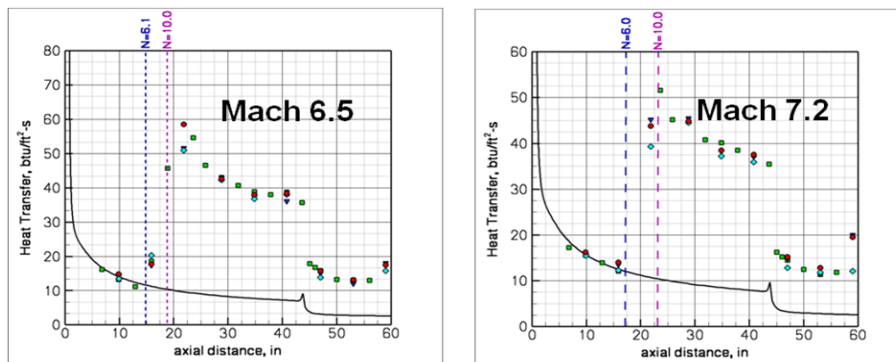 N=6.1
N=10.0
80
70
60
50
40
30
20
10
0
Heat Transfer, btu/ft²-s
Mach 6.5
0 10 20 30 40 50 60
axial distance, in
N=6.0
N=10.0
60
50
40
30
20
10
0
Heat Transfer, btu/ft²-s
Mach 7.2
0 10 20 30 40 50 60
axial distance, in